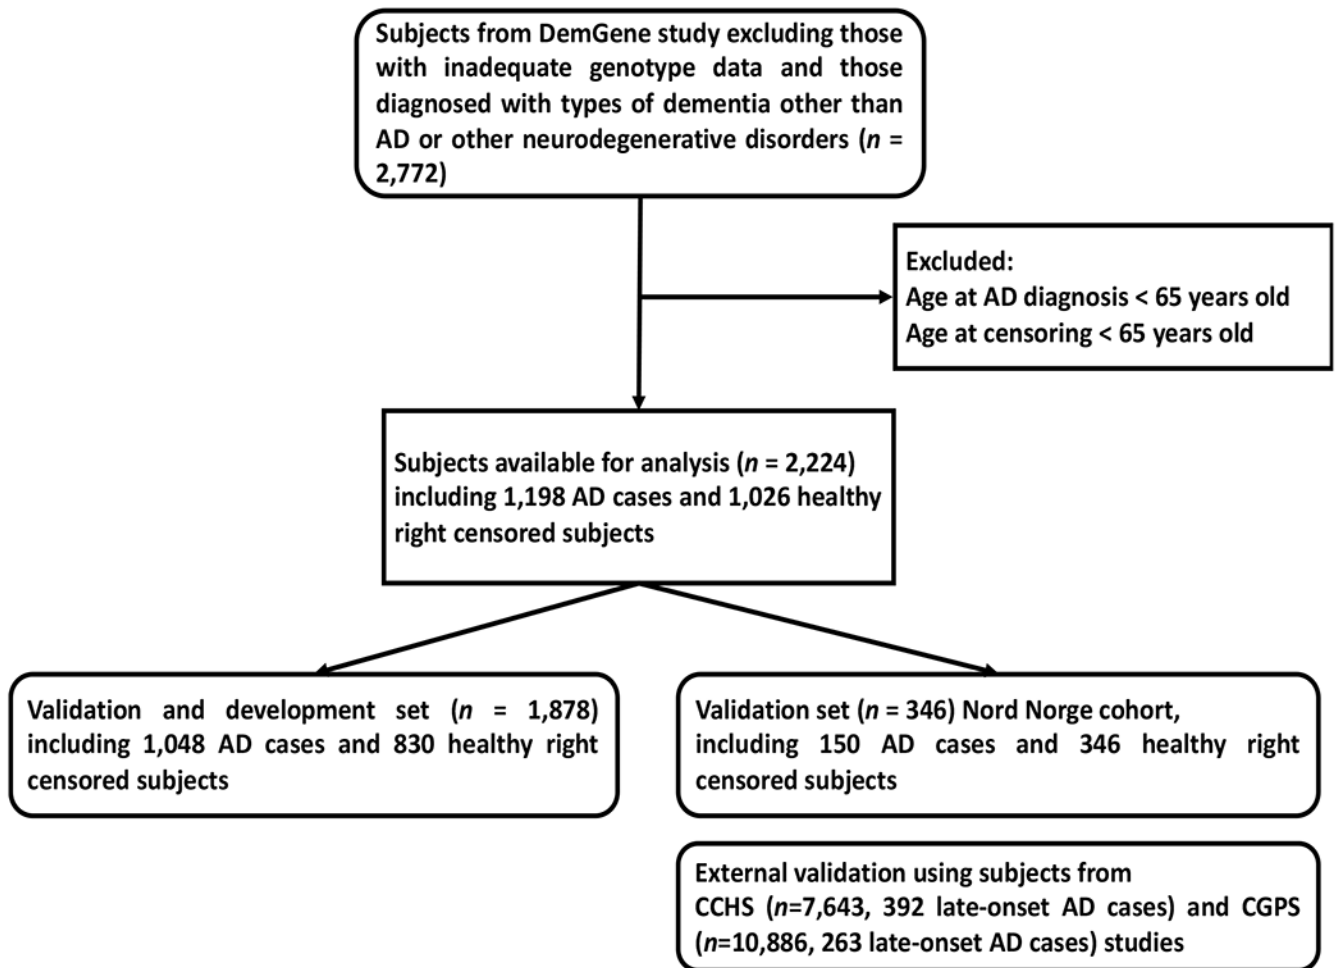 Subjects from DemGene study excluding those
with inadequate genotype data and those
diagnosed with types of dementia other than
AD or other neurodegenerative disorders (n =
2,772)
Excluded:
Age at AD diagnosis < 65 years old
Age at censoring < 65 years old
Subjects available for analysis (n = 2,224)
including 1,198 AD cases and 1,026 healthy
right censored subjects
Validation and development set (n = 1,878)
including 1,048 AD cases and 830 healthy right
censored subjects
Validation set (n = 346) Nord Norge cohort,
including 150 AD cases and 346 healthy right
censored subjects
External validation using subjects from
CCHS (n=7,643, 392 late-onset AD cases) and CGPS
(n=10,886, 263 late-onset AD cases) studies